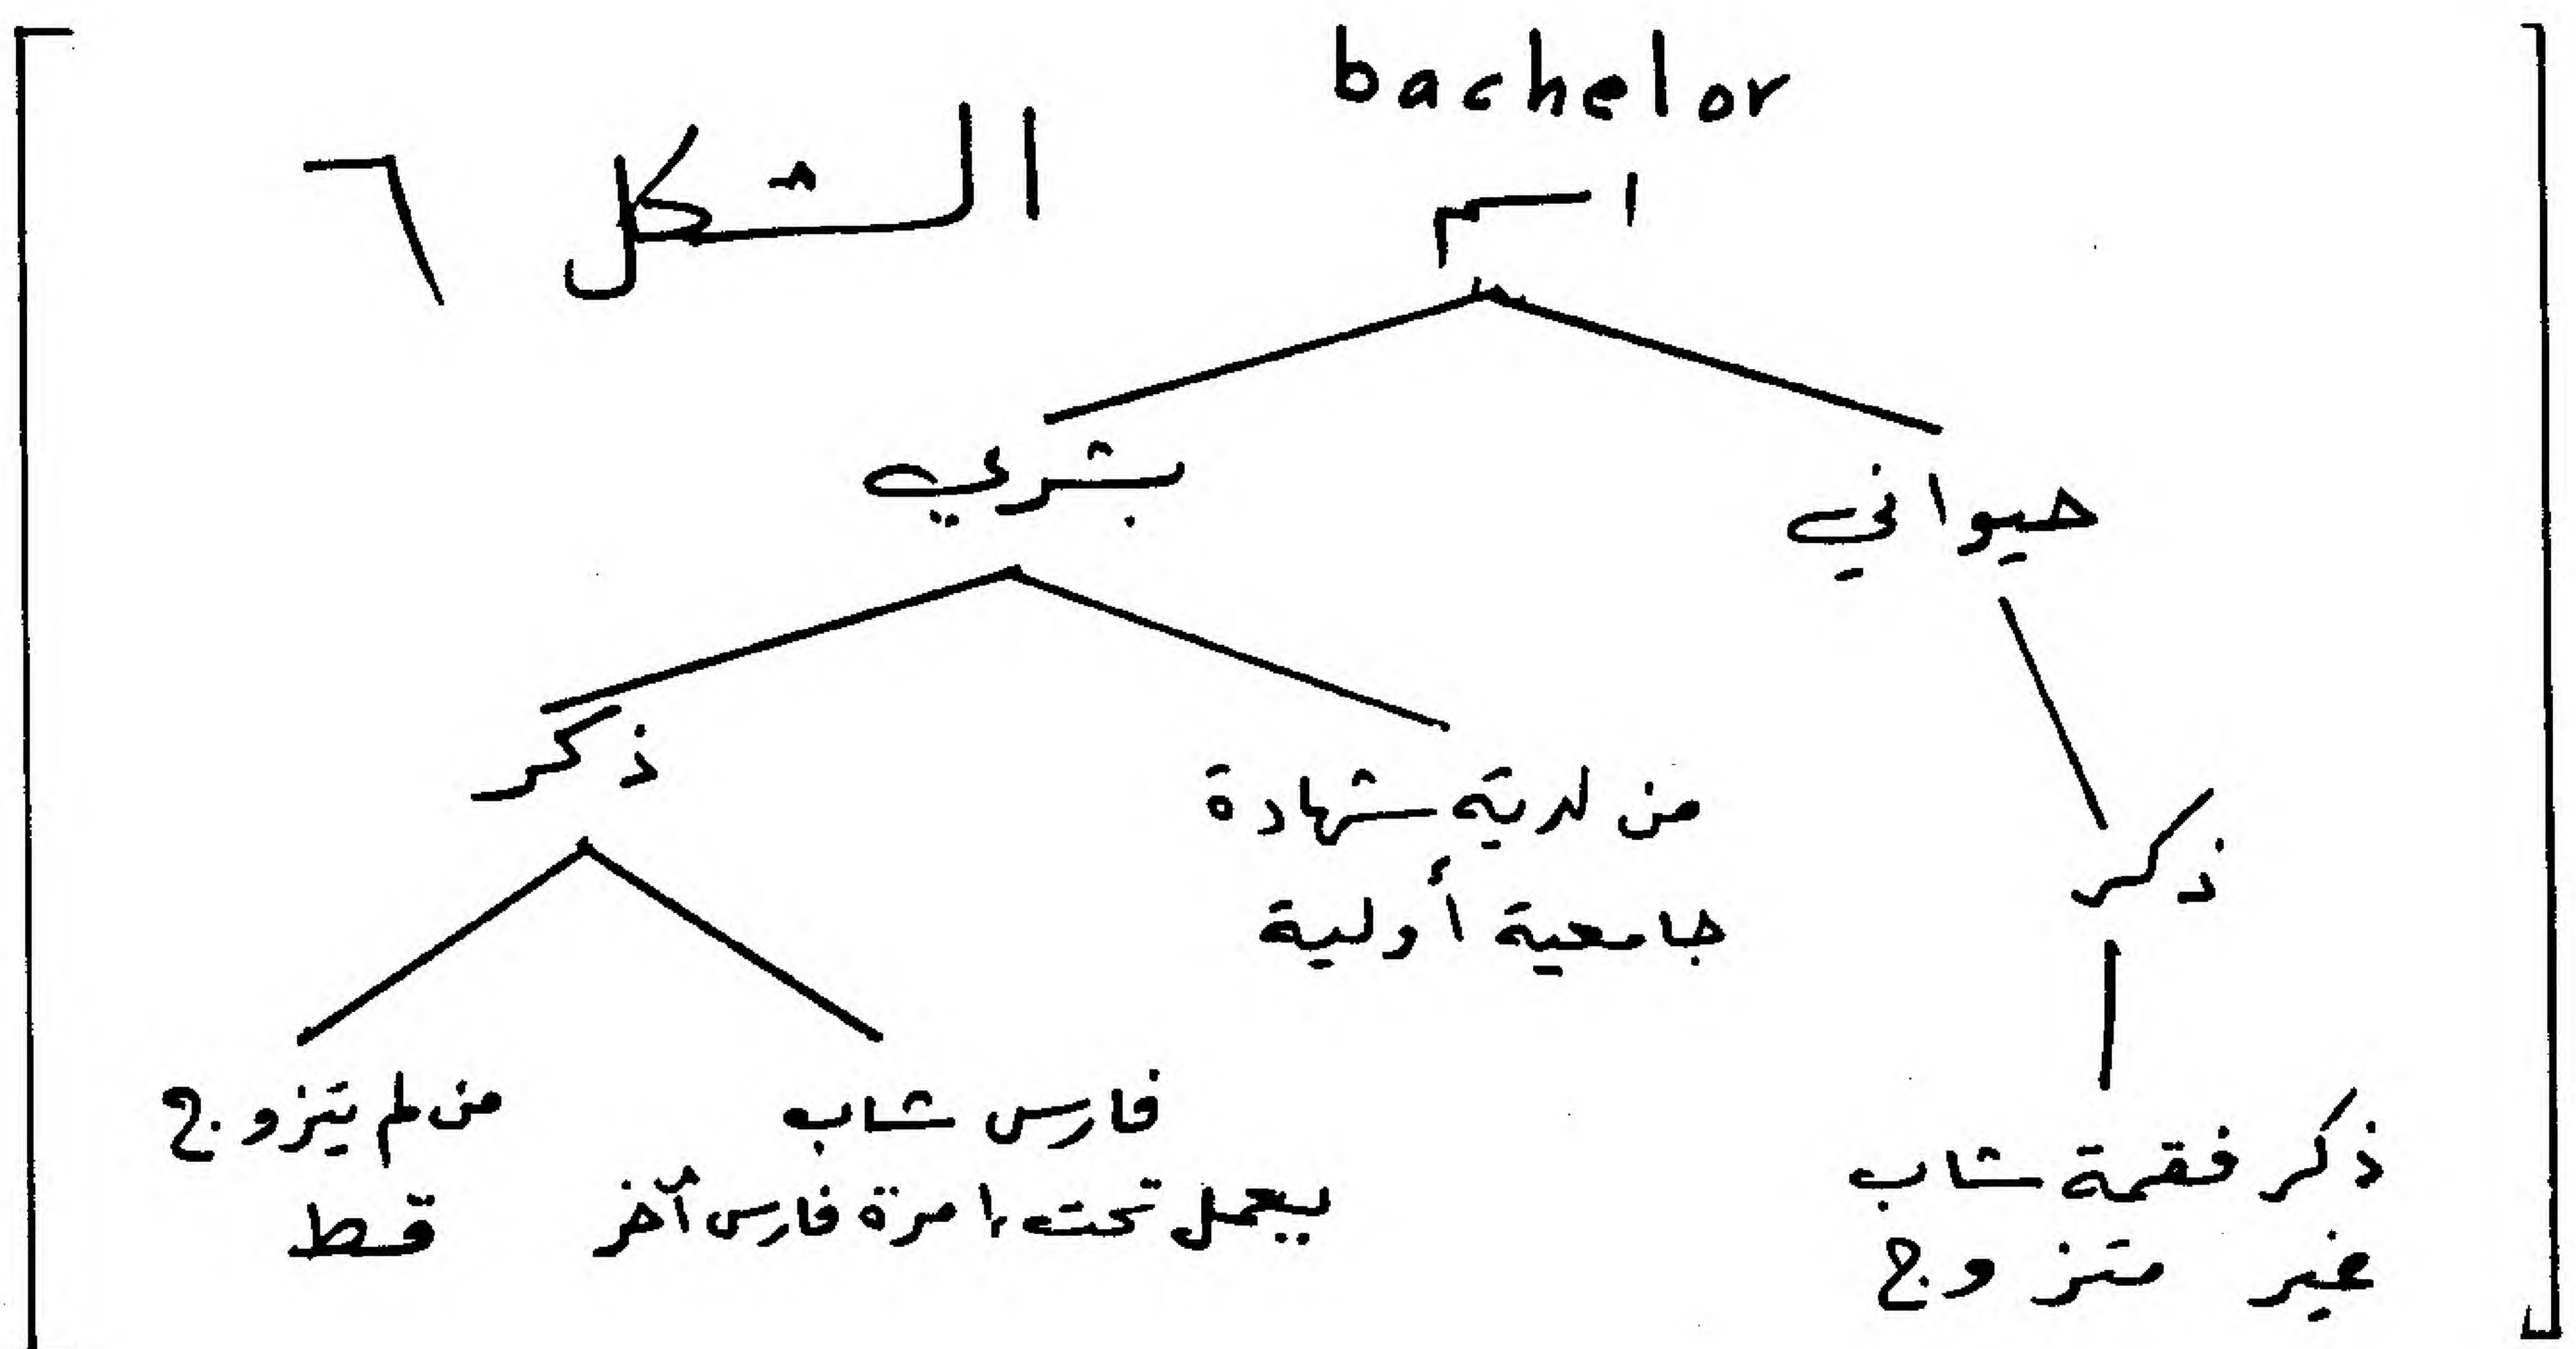 bachelor
الشكل ٦
اسم
بشري
حيواني
ذكر
من لديه شهادة
جامعية أولية
ذكر
من لم يتزوج
قط
فارس شاب
يعمل تحت إمرة فارس آخر
ذكر فقمة شاب
غير متزوج